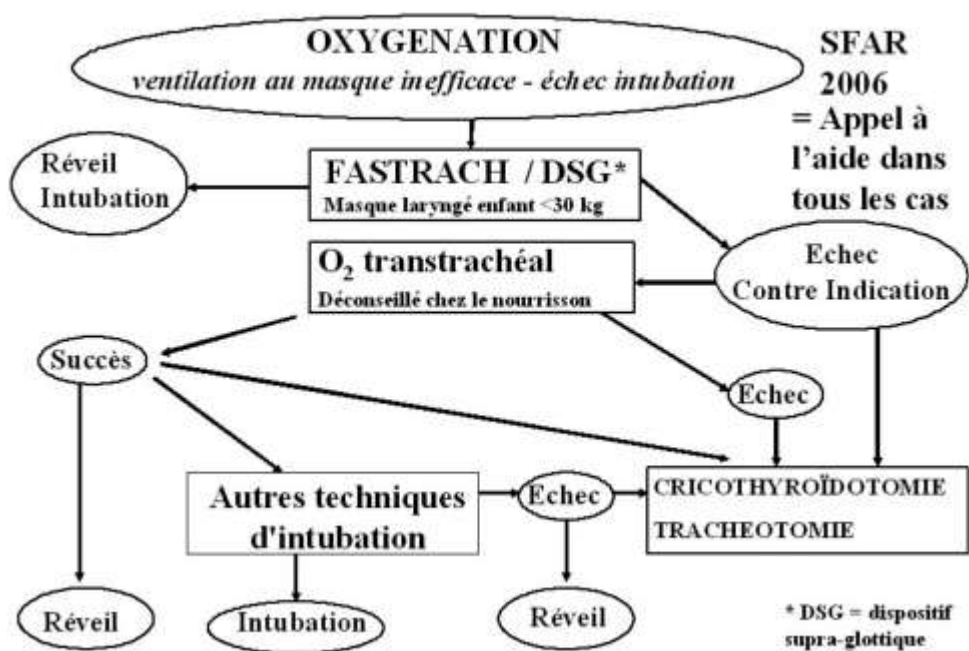 OXYGENATION
ventilation au masque inefficace - échec intubation
SFAR
2006
= Appel à
l'aide dans
tous les cas
Réveil
Intubation
FASTRACH / DSG*
Masque laryngé enfant <30 kg
Echec
Contre Indication
O₂ transtrachéal
Déconseillé chez le nourrisson
Succès
Echec
Autres techniques
d'intubation
Echec
CRICOTHYROÏDOTOMIE
TRACHEOTOMIE
Réveil
Intubation
Réveil
* DSG = dispositif
supra-glottique